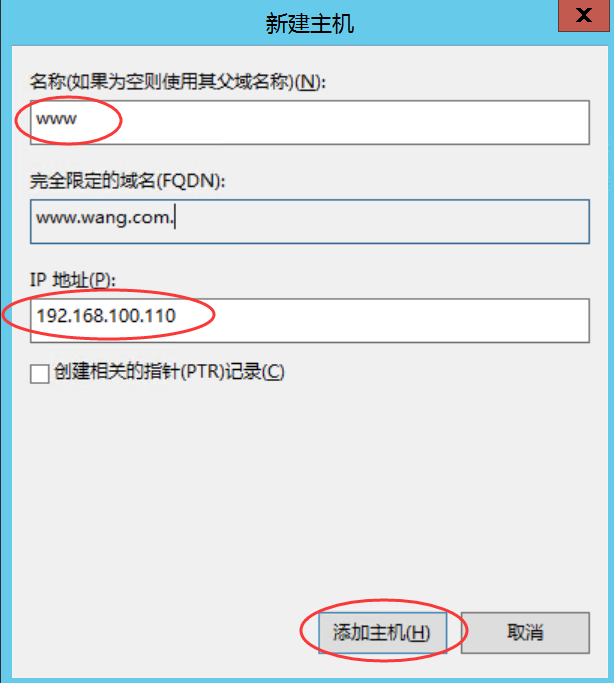 新建主机
名称(如果为空则使用其父域名称)(N):
www
完全限定的域名(FQDN):
www.wang.com.
IP 地址(P):
192.168.100.110
创建相关的指针(PTR)记录(C)
添加主机(H)
取消